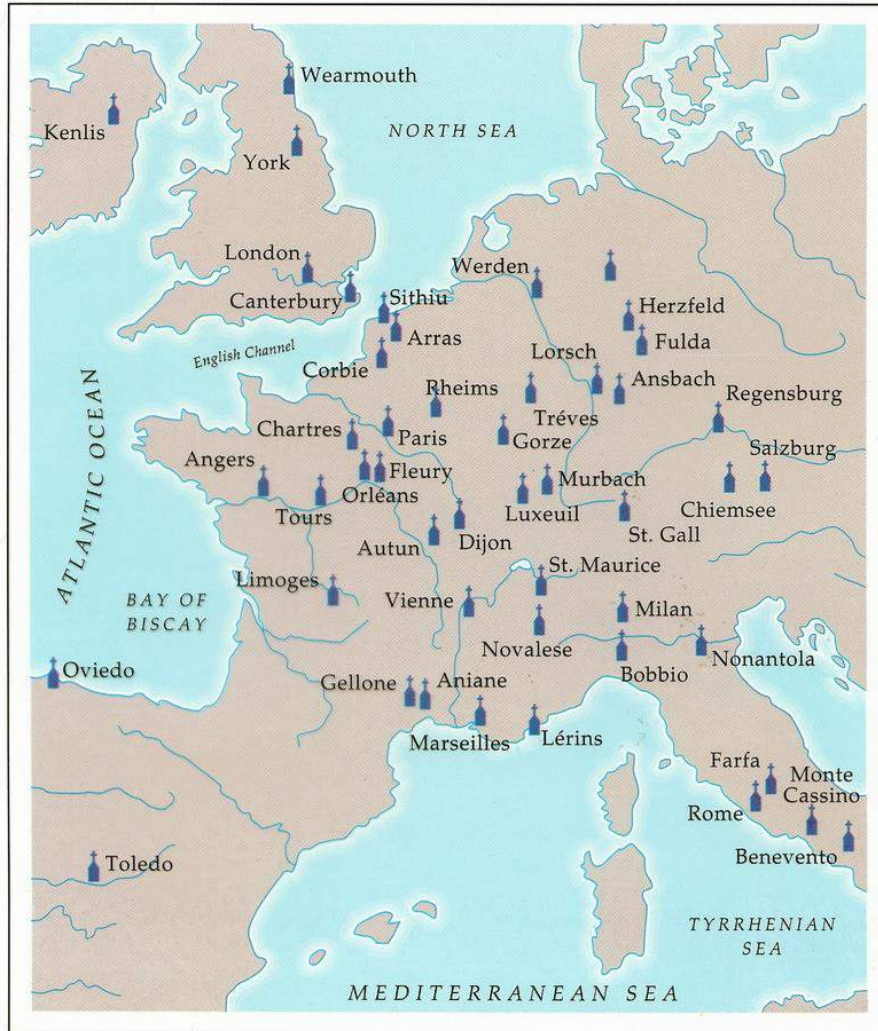 Wearmouth
Kenlis
NORTH SEA
York
London
Werden
Canterbury
Sithiu
Herzfeld
Arras
Fulda
English Channel
Corbie
Lorsch
Rheims
Ansbach
Tréves
Regensburg
ATLANTIC OCEAN
Chartres
Paris
Gorze
Salzburg
Angers
Fleury
Murbach
Orléans
Luxeuil
Chiemsee
Tours
St. Gall
Autun
Dijon
St. Maurice
Limoges
Vienne
BAY OF
BISCAY
Milan
Novalese
Nonantola
Oviedo
Bobbio
Gellone
Aniane
Marseilles
Lérins
Farfa
Monte
Cassino
Rome
Benevento
Toledo
TYRRHENIAN
SEA
MEDITERRANEAN SEA